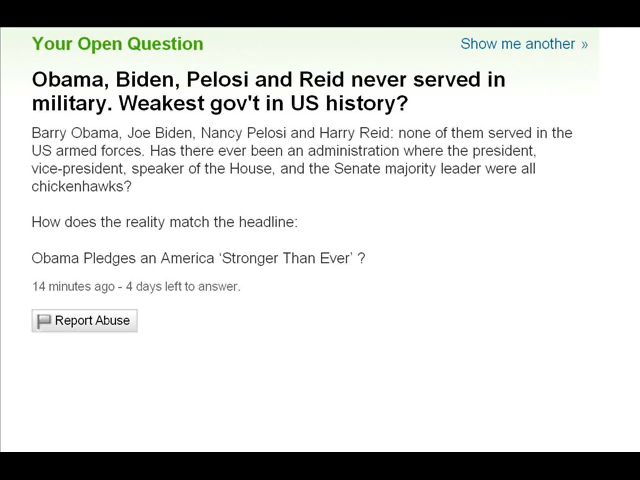 Your Open Question
Show me another »
Obama, Biden, Pelosi and Reid never served in
military. Weakest gov't in US history?
Barry Obama, Joe Biden, Nancy Pelosi and Harry Reid: none of them served in the
US armed forces. Has there ever been an administration where the president,
vice-president, speaker of the House, and the Senate majority leader were all
chickenhawks?
How does the reality match the headline:
Obama Pledges an America ‘Stronger Than Ever’ ?
14 minutes ago - 4 days left to answer.
Report Abuse